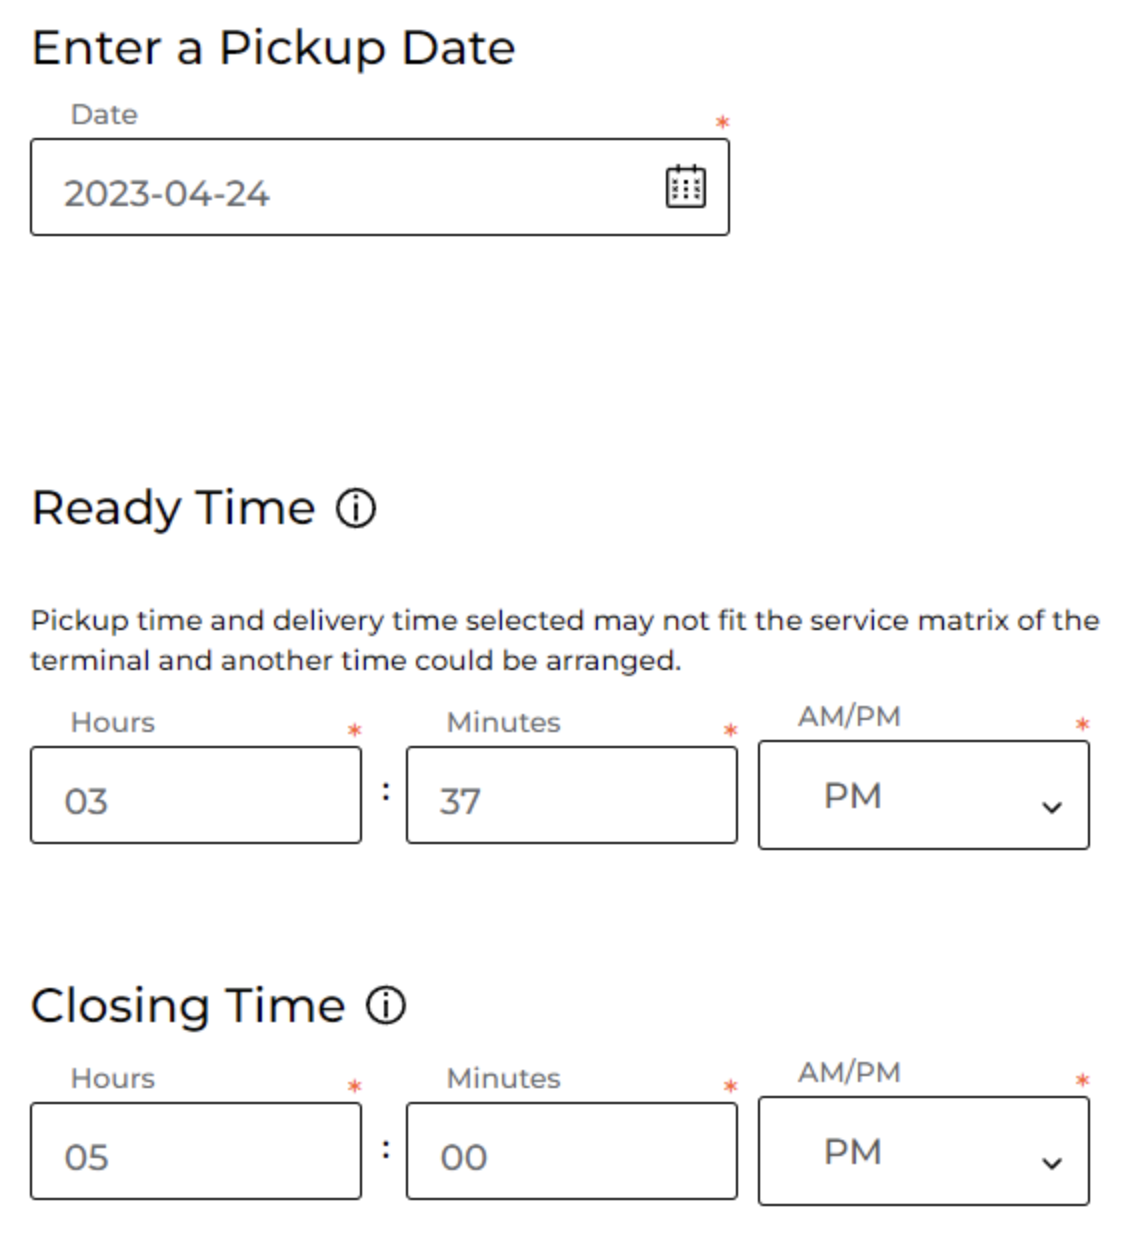 Enter a Pickup Date
Date *
2023-04-24
Ready Time
Pickup time and delivery time selected may not fit the service matrix of the
terminal and another time could be arranged.
Hours * Minutes * AM/PM *
03 : 37 PM
Closing Time
Hours * Minutes * AM/PM *
05 : 00 PM